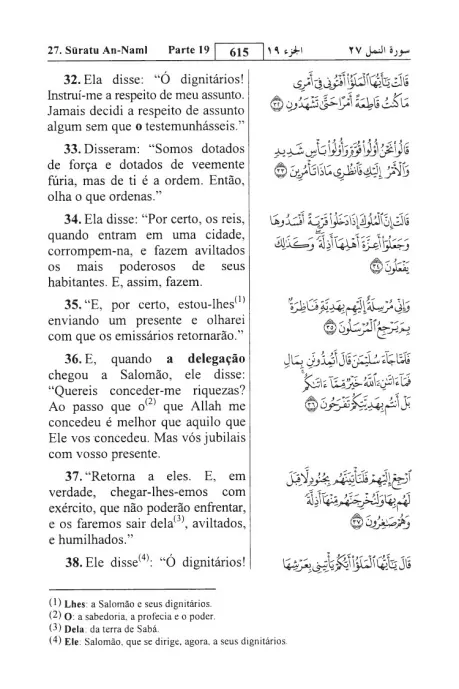 27. Sūratu An-Naml Parte 19 615 الجزء ١٩ سورة النمل ٢٧
32. Ela disse: “Ó dignitários!
Instruí-me a respeito de meu assunto.
Jamais decidi a respeito de assunto
algum sem que o testemunhásseis.”
33. Disseram: “Somos dotados
de força e dotados de veemente
fúria, mas de ti é a ordem. Então,
olha o que ordenas.”
34. Ela disse: “Por certo, os reis,
quando entram em uma cidade,
corrompem-na, e fazem aviltados
os mais poderosos de seus
habitantes. E, assim, fazem.
35. “E, por certo, estou-lhes(1)
enviando um presente e olharei
com que os emissários retornarão.”
36. E, quando a delegação
chegou a Salomão, ele disse:
“Quereis conceder-me riquezas?
Ao passo que o(2) que Allah me
concedeu é melhor que aquilo que
Ele vos concedeu. Mas vós jubilais
com vosso presente.
37. “Retorna a eles. E, em
verdade, chegar-lhes-emos com
exército, que não poderão enfrentar,
e os faremos sair dela(3), aviltados,
e humilhados.”
38. Ele disse(4): “Ó dignitários!
قَالَتْ يَٰٓأَيُّهَا ٱلْمَلَؤُا۟ أَفْتُونِى فِىٓ أَمْرِى
مَا كُنتُ قَاطِعَةً أَمْرًا حَتَّىٰ تَشْهَدُونِ ٣٢
قَالُوا۟ نَحْنُ أُو۟لُوا۟ قُوَّةٍ وَأُو۟لُوا۟ بَأْسٍ شَدِيدٍ
وَٱلْأَمْرُ إِلَيْكِ فَٱنظُرِى مَاذَا تَأْمُرِينَ ٣٣
قَالَتْ إِنَّ ٱلْمُلُوكَ إِذَا دَخَلُوا۟ قَرْيَةً أَفْسَدُوهَا
وَجَعَلُوٓا۟ أَعِزَّةَ أَهْلِهَآ أَذِلَّةً وَكَذَٰلِكَ
يَفْعَلُونَ ٣٤
وَإِنِّى مُرْسِلَةٌ إِلَيْهِم بِهَدِيَّةٍ فَنَاظِرَةٌۢ
بِمَ يَرْجِعُ ٱلْمُرْسَلُونَ ٣٥
فَلَمَّا جَآءَ سُلَيْمَٰنَ قَالَ أَتُمِدُّونَنِ بِمَالٍ
فَمَآ ءَاتَىٰنِۦَ ٱللَّهُ خَيْرٌ مِّمَّآ ءَاتَىٰكُم
بَلْ أَنتُم بِهَدِيَّتِكُمْ تَفْرَحُونَ ٣٦
ٱرْجِعْ إِلَيْهِمْ فَلَنَأْتِيَنَّهُم بِجُنُودٍ لَّا قِبَلَ
لَهُم بِهَا وَلَنُخْرِجَنَّهُم مِّنْهَآ أَذِلَّةً
وَهُمْ صَٰغِرُونَ ٣٧
قَالَ يَٰٓأَيُّهَا ٱلْمَلَؤُا۟ أَيُّكُمْ يَأْتِينِى بِعَرْشِهَا
(1) Lhes: a Salomão e seus dignitários.
(2) O: a sabedoria, a profecia e o poder.
(3) Dela: da terra de Sabá.
(4) Ele: Salomão, que se dirige, agora, a seus dignitários.